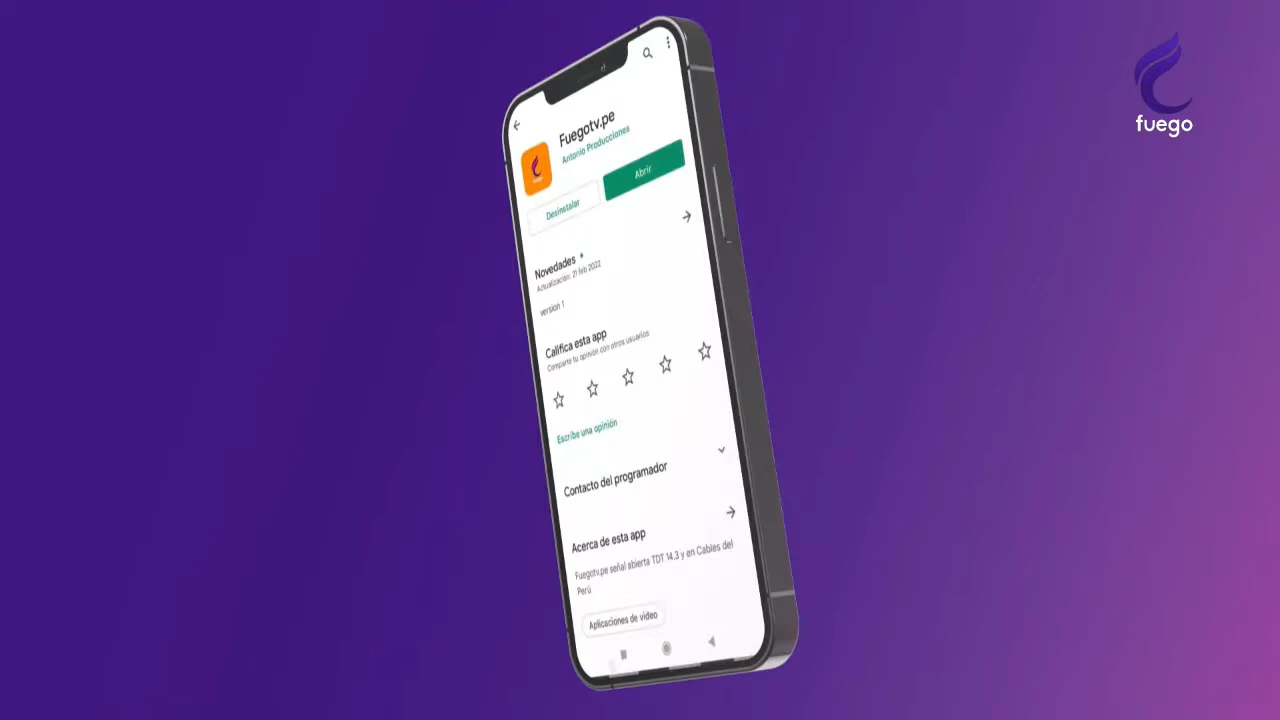 Fuegotv.pe
Antonio Producciones
fuego
Desinstalar
Abrir
Novedades
Actualización: 21 feb 2022
version 1
Califica esta app
Comparte tu opinión con otros usuarios
Escribe una opinión
Contacto del programador
Acerca de esta app
Fuegotv.pe señal abierta TDT 14.3 y en Cables del
Perú
Aplicaciones de video
fuego